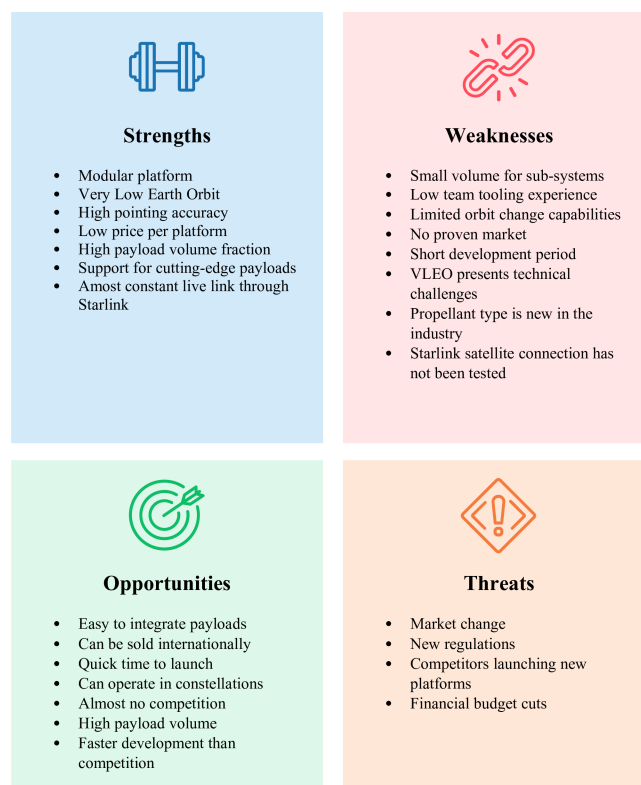 Strengths
• Modular platform
• Very Low Earth Orbit
• High pointing accuracy
• Low price per platform
• High payload volume fraction
• Support for cutting-edge payloads
• Amost constant live link through
Starlink
Weaknesses
• Small volume for sub-systems
• Low team tooling experience
• Limited orbit change capabilities
• No proven market
• Short development period
• VLEO presents technical
challenges
• Propellant type is new in the
industry
• Starlink satellite connection has
not been tested
Opportunities
• Easy to integrate payloads
• Can be sold internationally
• Quick time to launch
• Can operate in constellations
• Almost no competition
• High payload volume
• Faster development than
competition
Threats
• Market change
• New regulations
• Competitors launching new
platforms
• Financial budget cuts